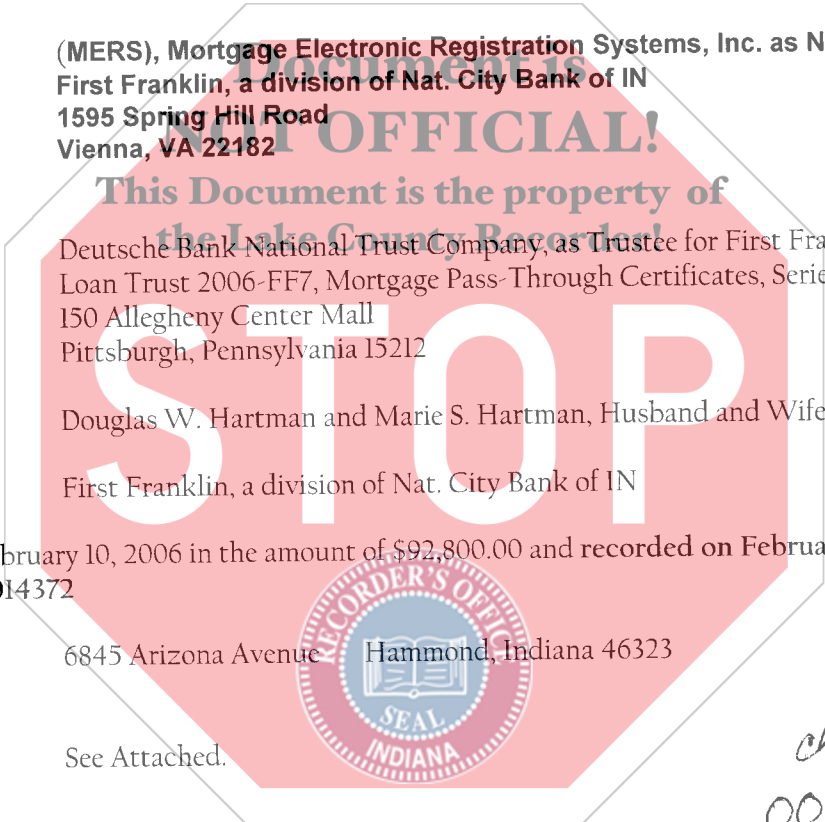 (MERS), Mortgage Electronic Registration Systems, Inc. as N
First Franklin, a division of Nat. City Bank of IN
1595 Spring Hill Road
Vienna, VA 22182
Document is
NOT OFFICIAL!
This Document is the property of
the Lake County Recorder!
Deutsche Bank National Trust Company, as Trustee for First Fra
Loan Trust 2006-FF7, Mortgage Pass-Through Certificates, Serie
150 Allegheny Center Mall
Pittsburgh, Pennsylvania 15212
STOP
Douglas W. Hartman and Marie S. Hartman, Husband and Wife
First Franklin, a division of Nat. City Bank of IN
bruary 10, 2006 in the amount of $92,800.00 and recorded on Februa
014372
RECORDER'S OFFICE
6845 Arizona Avenue Hammond, Indiana 46323
SEAL
INDIANA
See Attached.